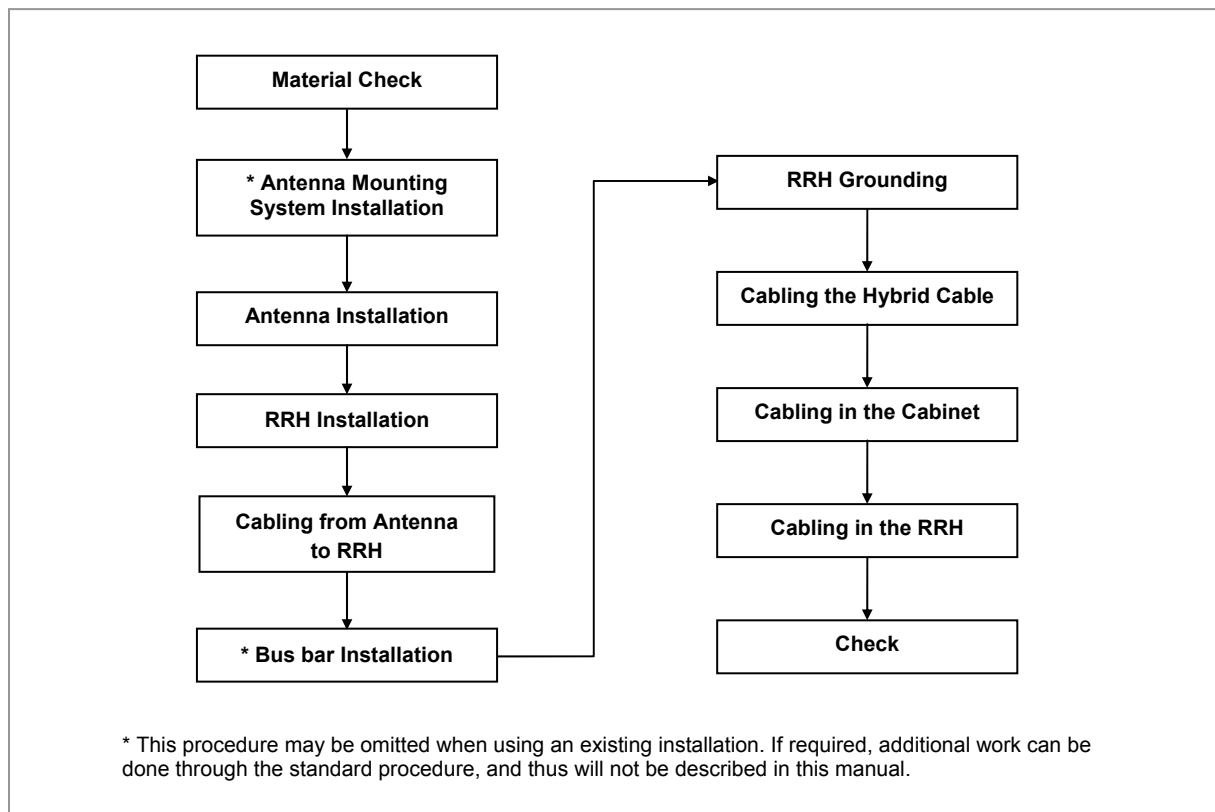 Material Check
* Antenna Mounting
System Installation
Antenna Installation
RRH Installation
Cabling from Antenna
to RRH
* Bus bar Installation
RRH Grounding
Cabling the Hybrid Cable
Cabling in the Cabinet
Cabling in the RRH
Check
* This procedure may be omitted when using an existing installation. If required, additional work can be
done through the standard procedure, and thus will not be described in this manual.